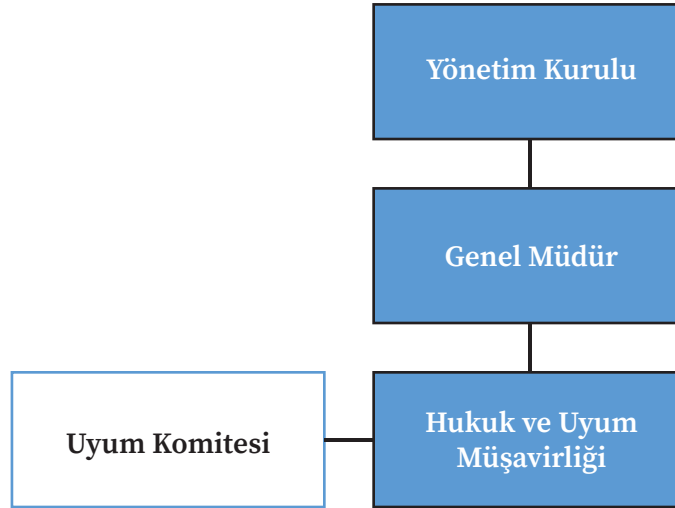 Yönetim Kurulu
Genel Müdür
Uyum Komitesi
Hukuk ve Uyum
Müşavirliği